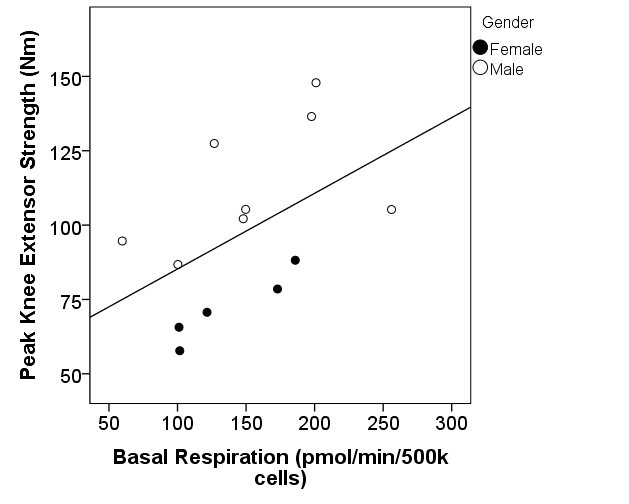 Gender
Female
Male
Peak Knee Extensor Strength (Nm)
150
125
100
75
50
50 100 150 200 250 300
Basal Respiration (pmol/min/500k
cells)